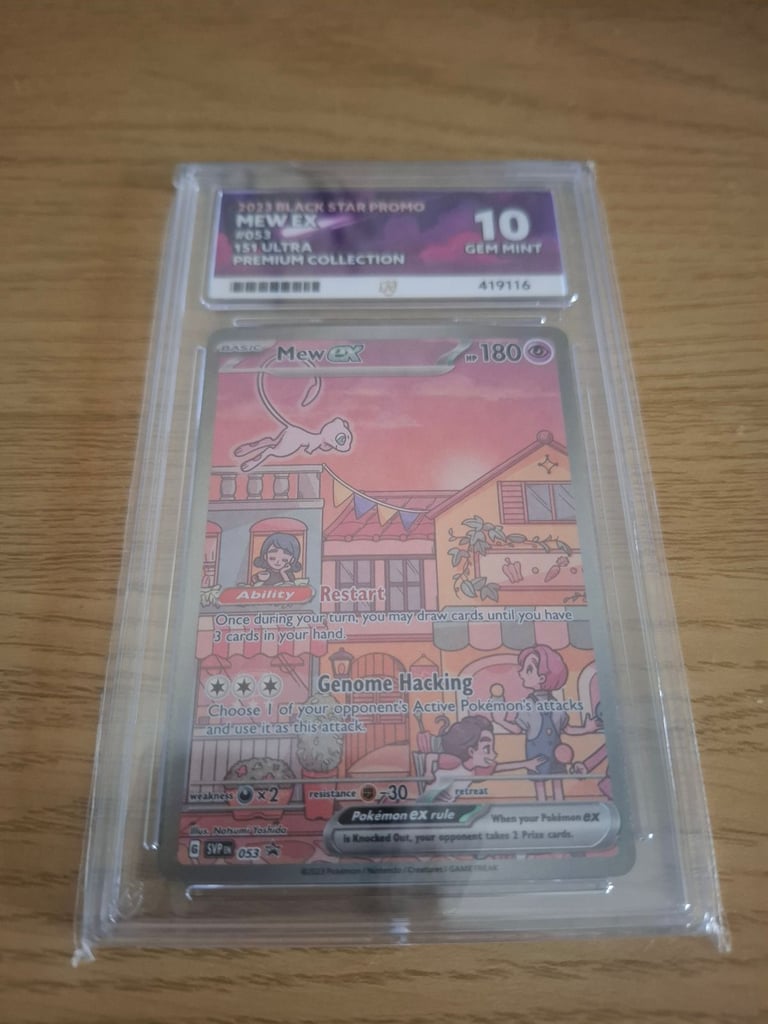 2023 BLACK STAR PROMO
MEW EX
#053
151 ULTRA
PREMIUM COLLECTION
10
GEM MINT
419116
BASIC
Mew ex
HP 180
Ability Restart
Once during your turn, you may draw cards until you have
3 cards in your hand.
Genome Hacking
Choose 1 of your opponent's Active Pokémon's attacks
and use it as this attack.
weakness ×2 resistance -30 retreat
Pokémon ex rule When your Pokémon ex
is Knocked Out, your opponent takes 2 Prize cards.
Illus. Natsumi Yoshida
G SVP EN 053
©2023 Pokémon / Nintendo / Creatures / GAME FREAK